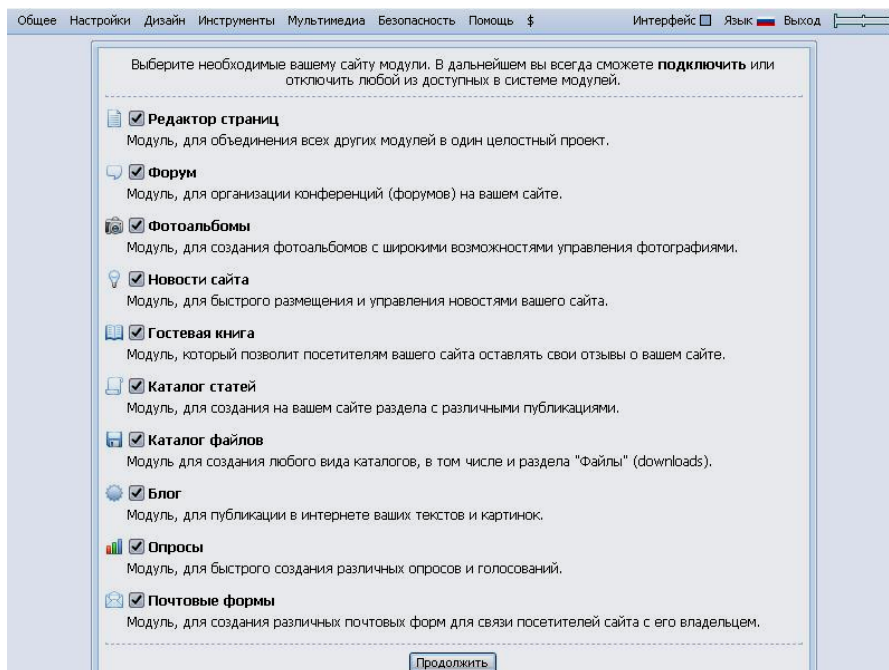 Общее Настройки Дизайн Инструменты Мультимедиа Безопасность Помощь $ Интерфейс Язык Выход
Выберите необходимые вашему сайту модули. В дальнейшем вы всегда сможете подключить или
отключить любой из доступных в системе модулей.
Редактор страниц
Модуль, для объединения всех других модулей в один целостный проект.
Форум
Модуль, для организации конференций (форумов) на вашем сайте.
Фотоальбомы
Модуль, для создания фотоальбомов с широкими возможностями управления фотографиями.
Новости сайта
Модуль, для быстрого размещения и управления новостями вашего сайта.
Гостевая книга
Модуль, который позволит посетителям вашего сайта оставлять свои отзывы о вашем сайте.
Каталог статей
Модуль, для создания на вашем сайте раздела с различными публикациями.
Каталог файлов
Модуль для создания любого вида каталогов, в том числе и раздела "Файлы" (downloads).
Блог
Модуль, для публикации в интернете ваших текстов и картинок.
Опросы
Модуль, для быстрого создания различных опросов и голосований.
Почтовые формы
Модуль, для создания различных почтовых форм для связи посетителей сайта с его владельцем.
Продолжить